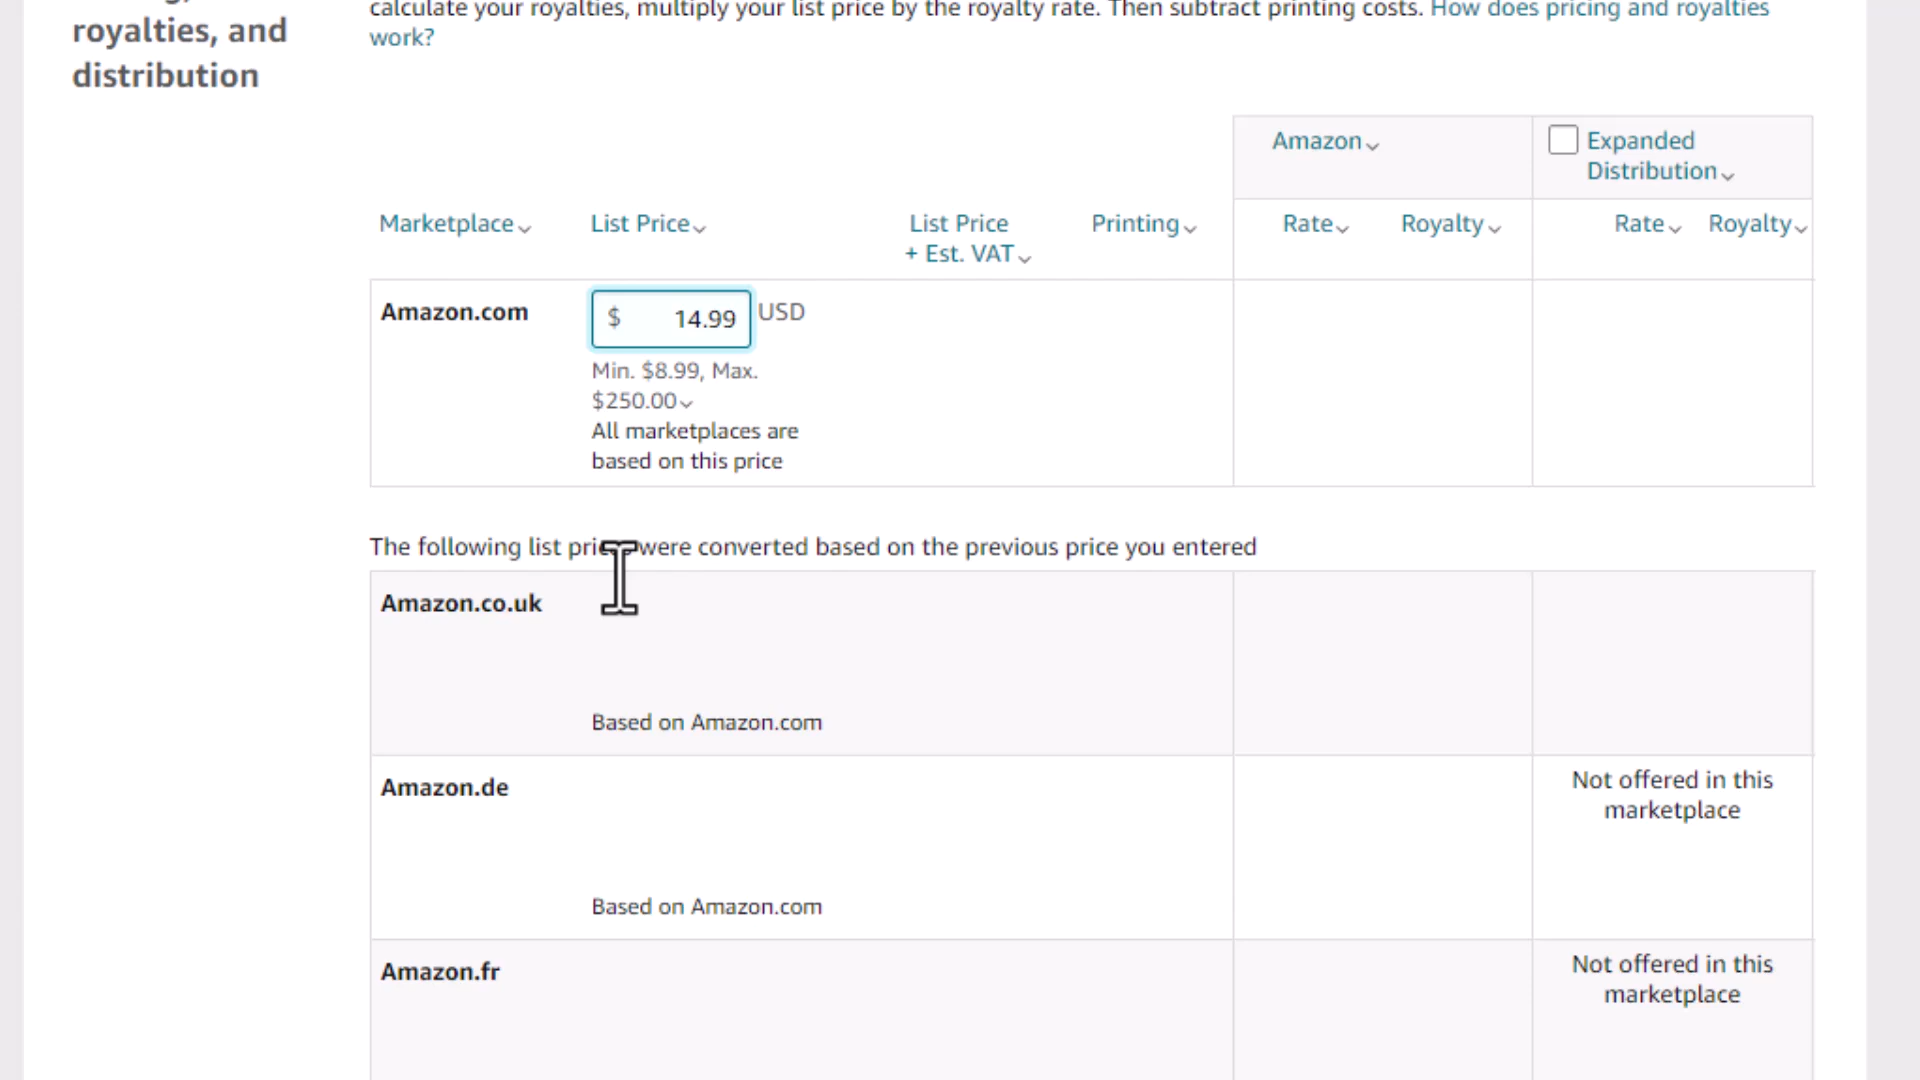 royalties, and
distribution
calculate your royalties, multiply your list price by the royalty rate. Then subtract printing costs. How does pricing and royalties
work?
Amazon
Expanded
Distribution
Marketplace
List Price
List Price
+ Est. VAT
Printing
Rate
Royalty
Rate
Royalty
Amazon.com
$ 14.99 USD
Min. $8.99, Max.
$250.00
All marketplaces are
based on this price
The following list were converted based on the previous price you entered
Amazon.co.uk
Based on Amazon.com
Amazon.de
Not offered in this
marketplace
Based on Amazon.com
Amazon.fr
Not offered in this
marketplace